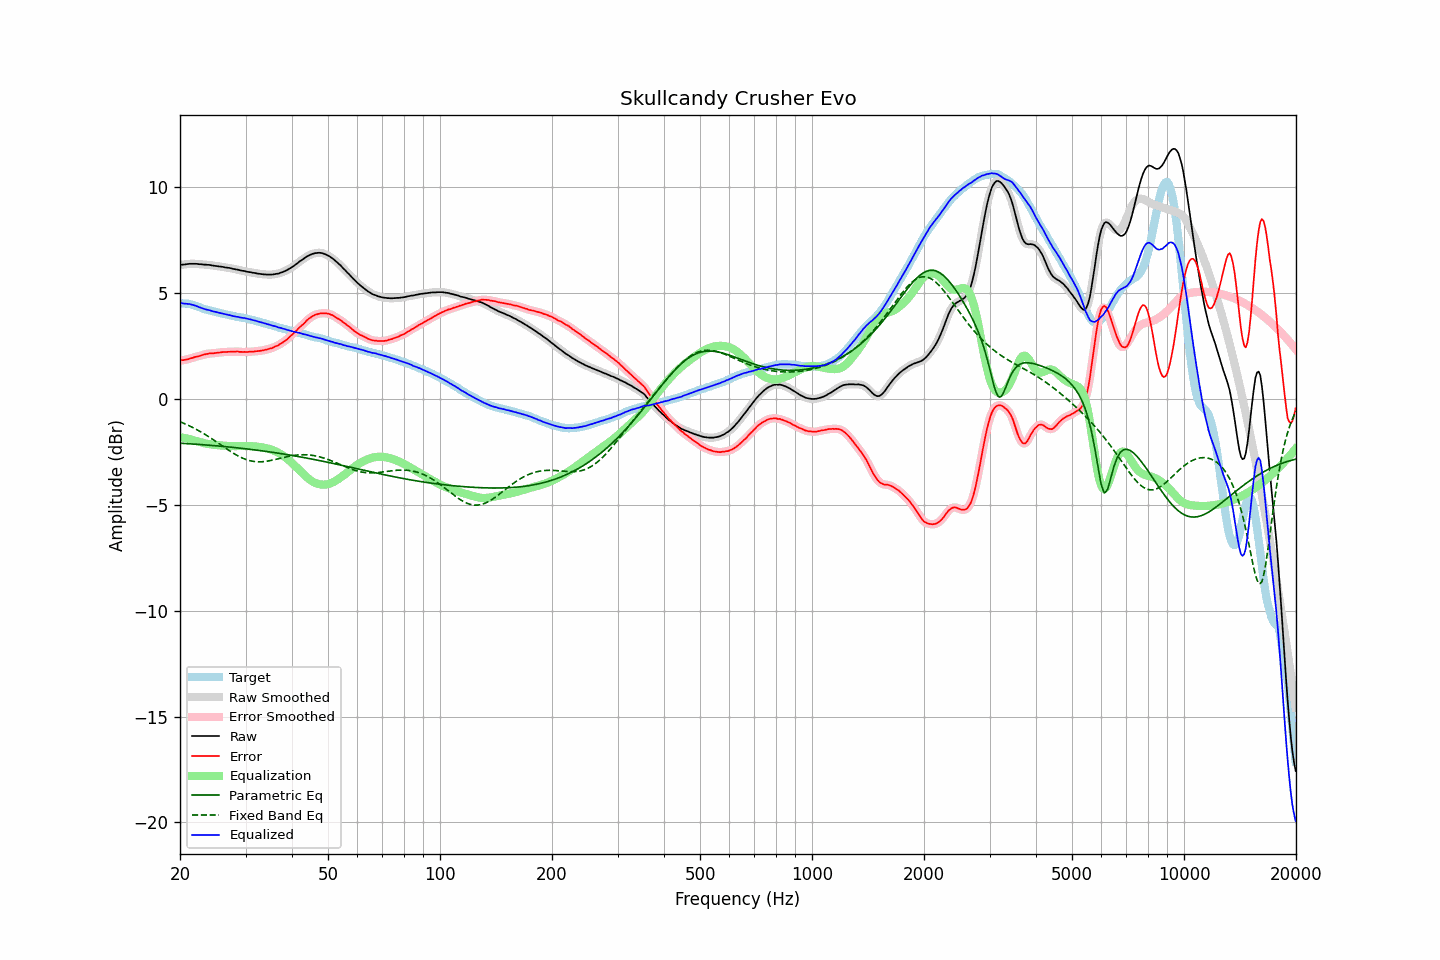 Skullcandy Crusher Evo
Amplitude (dBr)
10
5
0
−5
−10
−15
−20
Target
Raw Smoothed
Error Smoothed
Raw
Error
Equalization
Parametric Eq
Fixed Band Eq
Equalized
20 50 100 200 500 1000 2000 5000 10000 20000
Frequency (Hz)